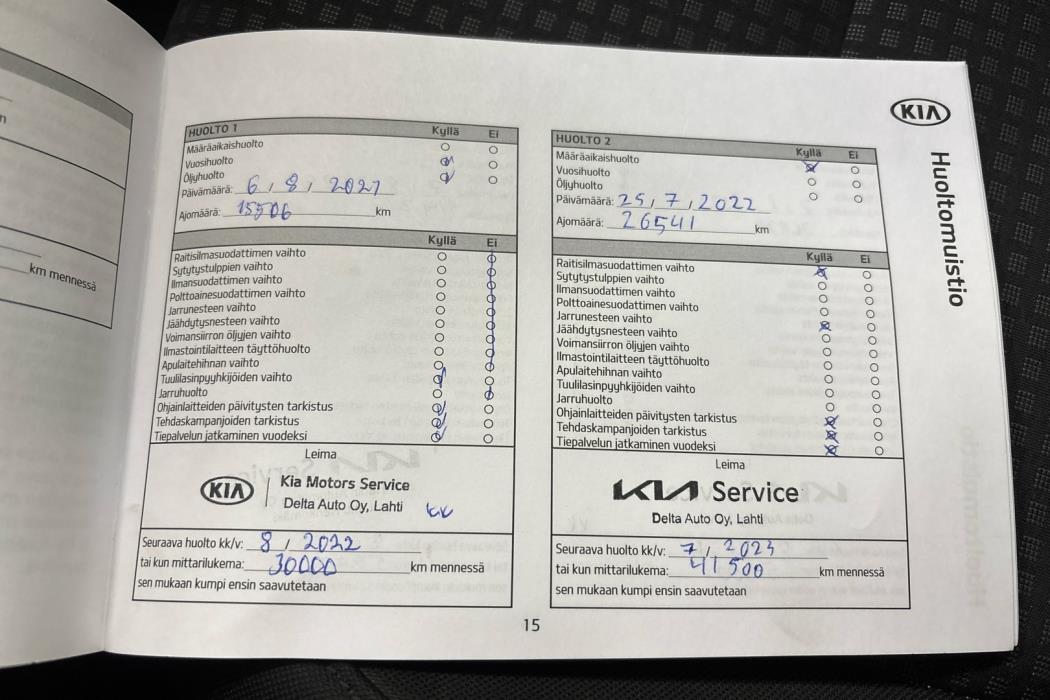 n
km mennessä
KIA
Huoltomuistio
HUOLTO 1 Kyllä Ei
Määräaikaishuolto
Vuosihuolto
Öljyhuolto
Päivämäärä: 6, 8, 2021
Ajomäärä: 15506 km
Kyllä Ei
Raitisilmasuodattimen vaihto
Sytytystulppien vaihto
Ilmansuodattimen vaihto
Polttoainesuodattimen vaihto
Jarrunesteen vaihto
Jäähdytysnesteen vaihto
Voimansiirron öljyjen vaihto
Ilmastointilaitteen täyttöhuolto
Apulaitehihnan vaihto
Tuulilasinpyyhkijöiden vaihto
Jarruhuolto
Ohjainlaitteiden päivitysten tarkistus
Tehdaskampanjoiden tarkistus
Tiepalvelun jatkaminen vuodeksi
Leima
KIA Kia Motors Service
Delta Auto Oy, Lahti KK
Seuraava huolto kk/v: 8, 2022
tai kun mittarilukema: 30000 km mennessä
sen mukaan kumpi ensin saavutetaan
HUOLTO 2 Kyllä Ei
Määräaikaishuolto
Vuosihuolto
Öljyhuolto
Päivämäärä: 25, 7, 2022
Ajomäärä: 26541 km
Kyllä Ei
Raitisilmasuodattimen vaihto
Sytytystulppien vaihto
Ilmansuodattimen vaihto
Polttoainesuodattimen vaihto
Jarrunesteen vaihto
Jäähdytysnesteen vaihto
Voimansiirron öljyjen vaihto
Ilmastointilaitteen täyttöhuolto
Apulaitehihnan vaihto
Tuulilasinpyyhkijöiden vaihto
Jarruhuolto
Ohjainlaitteiden päivitysten tarkistus
Tehdaskampanjoiden tarkistus
Tiepalvelun jatkaminen vuodeksi
Leima
KIA Service
Delta Auto Oy, Lahti
Seuraava huolto kk/v: 7, 2023
tai kun mittarilukema: 41500 km mennessä
sen mukaan kumpi ensin saavutetaan
15